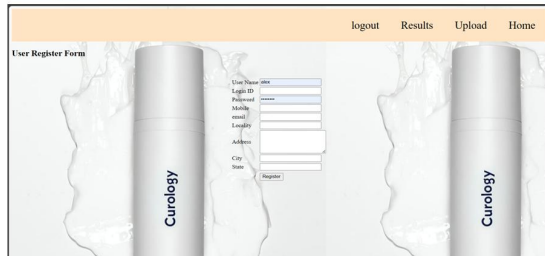 logout Results Upload Home
User Register Form
User Name alex
Login ID
Password ••••••••
Mobile
email
Locality
Address
City
State
Register
Curology
Curology